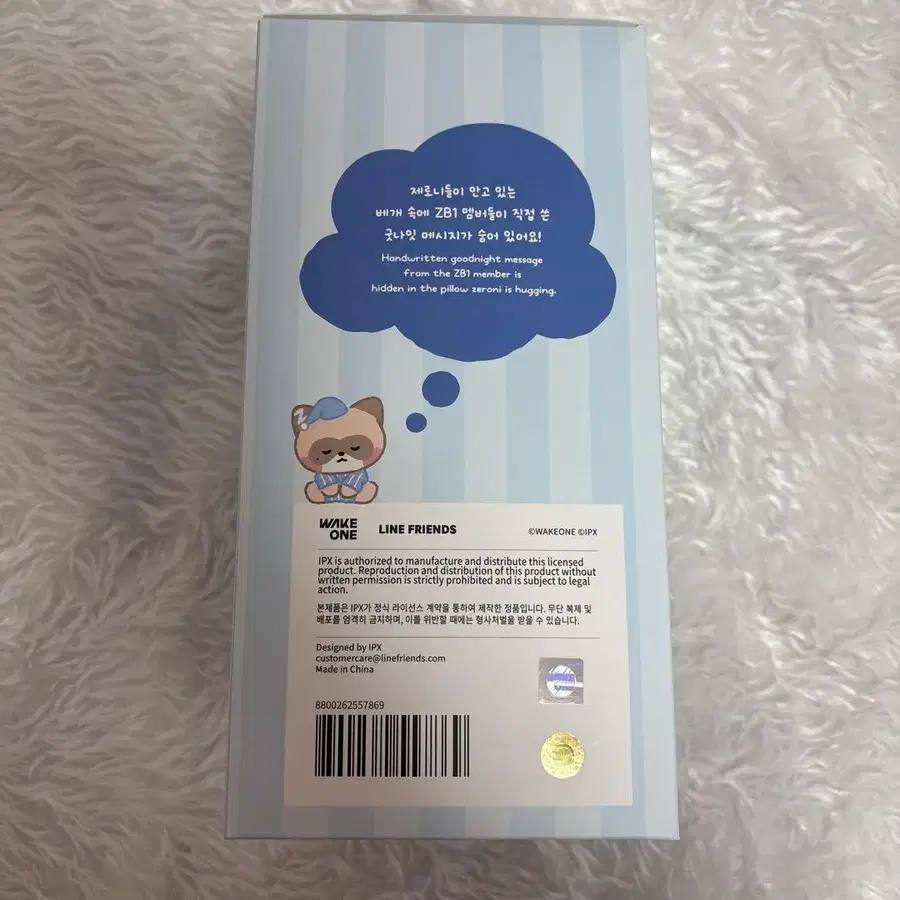 제로니들이 안고 있는
베개 속에 ZB1 멤버들이 직접 쓴
굿나잇 메시지가 숨어 있어요!
Handwritten goodnight message
from the ZB1 member is
hidden in the pillow zeroni is hugging.
Z
WAKE ONE LINE FRIENDS ©WAKEONE ©IPX
IPX is authorized to manufacture and distribute this licensed
product. Reproduction and distribution of this product without
written permission is strictly prohibited and is subject to legal
action.
본제품은 IPX가 정식 라이선스 계약을 통하여 제작한 정품입니다. 무단 복제 및
배포를 엄격히 금지하며, 이를 위반할 때에는 형사처벌을 받을 수 있습니다.
Designed by IPX
customercare@linefriends.com
Made in China
8800262557869